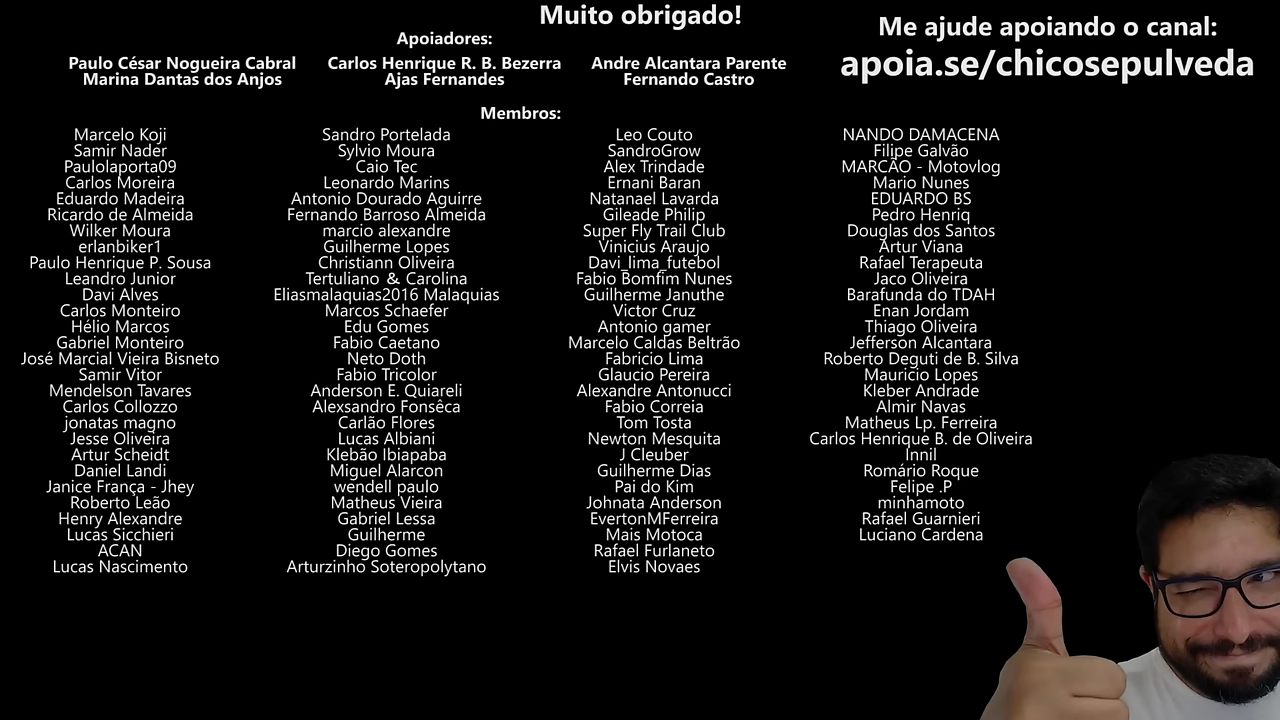 Muito obrigado!
Me ajude apoiando o canal:
apoia.se/chicosepulveda
Apoiadores:
Paulo César Nogueira Cabral
Marina Dantas dos Anjos
Carlos Henrique R. B. Bezerra
Ajas Fernandes
Andre Alcantara Parente
Fernando Castro
Membros:
Marcelo Koji
Samir Nader
Paulolaporta09
Carlos Moreira
Eduardo Madeira
Ricardo de Almeida
Wilker Moura
erlanbiker1
Paulo Henrique P. Sousa
Leandro Junior
Davi Alves
Carlos Monteiro
Hélio Marcos
Gabriel Monteiro
José Marcial Vieira Bisneto
Samir Vitor
Mendelson Tavares
Carlos Collozzo
jonatas magno
Jesse Oliveira
Artur Scheidt
Daniel Landi
Janice França - Jhey
Roberto Leão
Henry Alexandre
Lucas Sicchieri
ACAN
Lucas Nascimento
Sandro Portelada
Sylvio Moura
Caio Tec
Leonardo Marins
Antonio Dourado Aguirre
Fernando Barroso Almeida
marcio alexandre
Guilherme Lopes
Christiann Oliveira
Tertuliano & Carolina
Eliasmalaquias2016 Malaquias
Marcos Schaefer
Edu Gomes
Fabio Caetano
Neto Doth
Fabio Tricolor
Anderson E. Quiareli
Alexsandro Fonsêca
Carlão Flores
Lucas Albiani
Klebão Ibiapaba
Miguel Alarcon
wendell paulo
Matheus Vieira
Gabriel Lessa
Guilherme
Diego Gomes
Arturzinho Soteropolytano
Leo Couto
SandroGrow
Alex Trindade
Ernani Baran
Natanael Lavarda
Gileade Philip
Super Fly Trail Club
Vinicius Araujo
Davi_lima_futebol
Fabio Bomfim Nunes
Guilherme Januthe
Victor Cruz
Antonio gamer
Marcelo Caldas Beltrão
Fabricio Lima
Glaucio Pereira
Alexandre Antonucci
Fabio Correia
Tom Tosta
Newton Mesquita
J Cleuber
Guilherme Dias
Pai do Kim
Johnata Anderson
EvertonMFerreira
Mais Motoca
Rafael Furlaneto
Elvis Novaes
NANDO DAMACENA
Filipe Galvão
MARCÃO - Motovlog
Mario Nunes
EDUARDO BS
Pedro Henriq
Douglas dos Santos
Artur Viana
Rafael Terapeuta
Jaco Oliveira
Barafunda do TDAH
Enan Jordam
Thiago Oliveira
Jefferson Alcantara
Roberto Deguti de B. Silva
Mauricio Lopes
Kleber Andrade
Almir Navas
Matheus Lp. Ferreira
Carlos Henrique B. de Oliveira
Innil
Romário Roque
Felipe .P
minhamoto
Rafael Guarnieri
Luciano Cardena